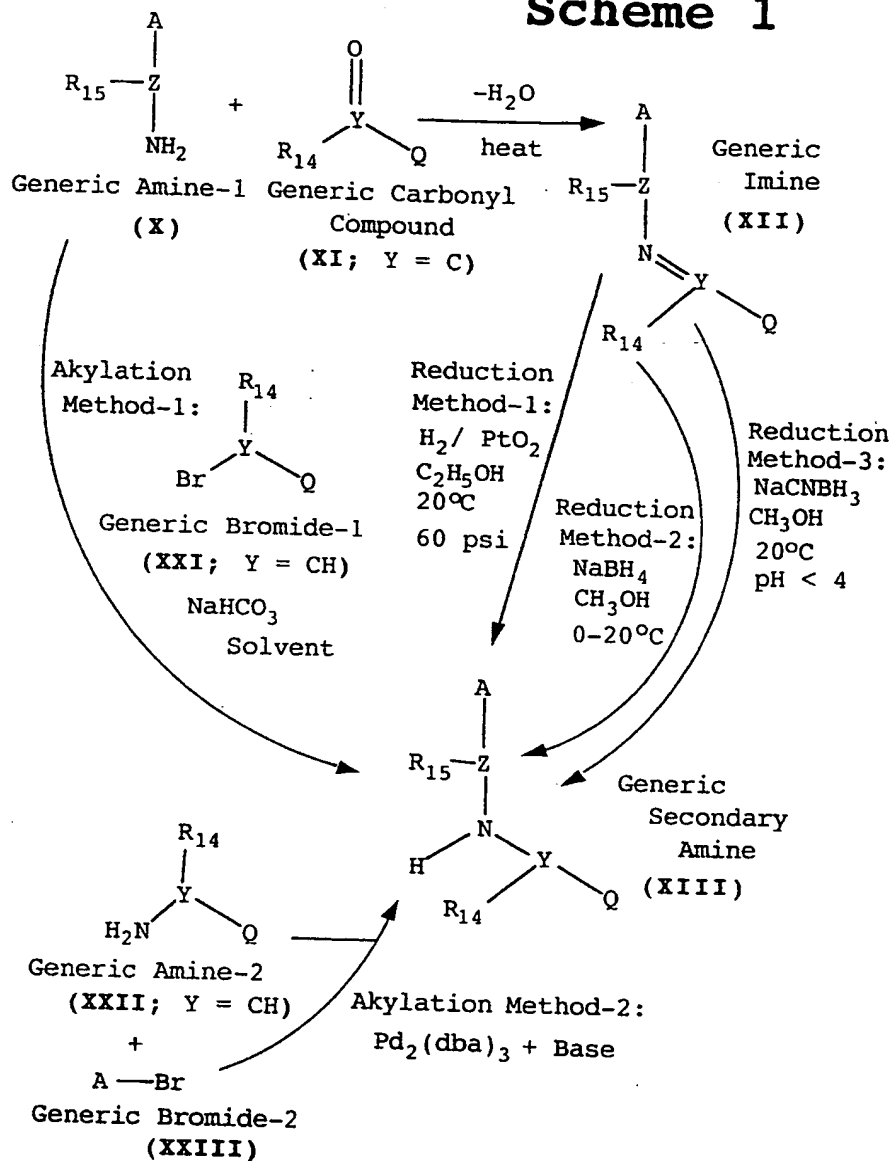 Scheme 1
A
R15—Z
NH2
+
O
Y
R14 Q
–H2O
heat
Generic Amine-1
(X)
Generic Carbonyl
Compound
(XI; Y = C)
A
R15—Z
N
Y
R14 Q
Generic
Imine
(XII)
Akylation
Method-1:
R14
Y
Br Q
Generic Bromide-1
(XXI; Y = CH)
NaHCO3
Solvent
Reduction
Method-1:
H2/ PtO2
C2H5OH
20°C
60 psi
Reduction
Method-2:
NaBH4
CH3OH
0-20°C
Reduction
Method-3:
NaCNBH3
CH3OH
20°C
pH < 4
A
R15—Z
N
H Y
R14 Q
Generic
Secondary
Amine
(XIII)
R14
Y
H2N Q
Generic Amine-2
(XXII; Y = CH)
+
A—Br
Generic Bromide-2
(XXIII)
Akylation Method-2:
Pd2(dba)3 + Base